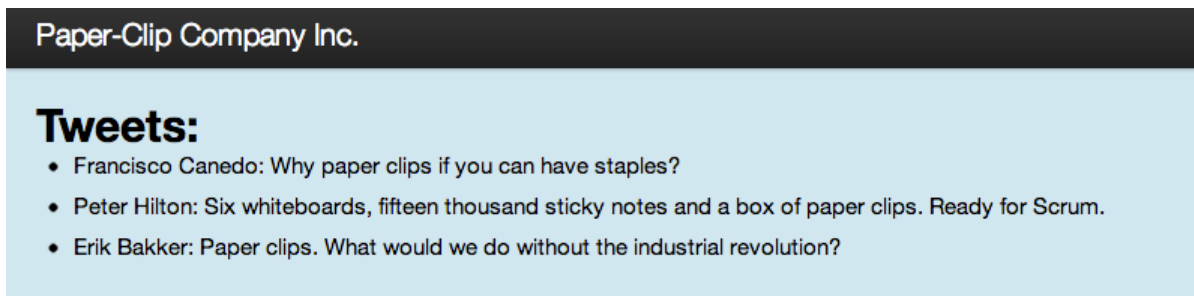 Paper-Clip Company Inc.
Tweets:
• Francisco Canedo: Why paper clips if you can have staples?
• Peter Hilton: Six whiteboards, fifteen thousand sticky notes and a box of paper clips. Ready for Scrum.
• Erik Bakker: Paper clips. What would we do without the industrial revolution?